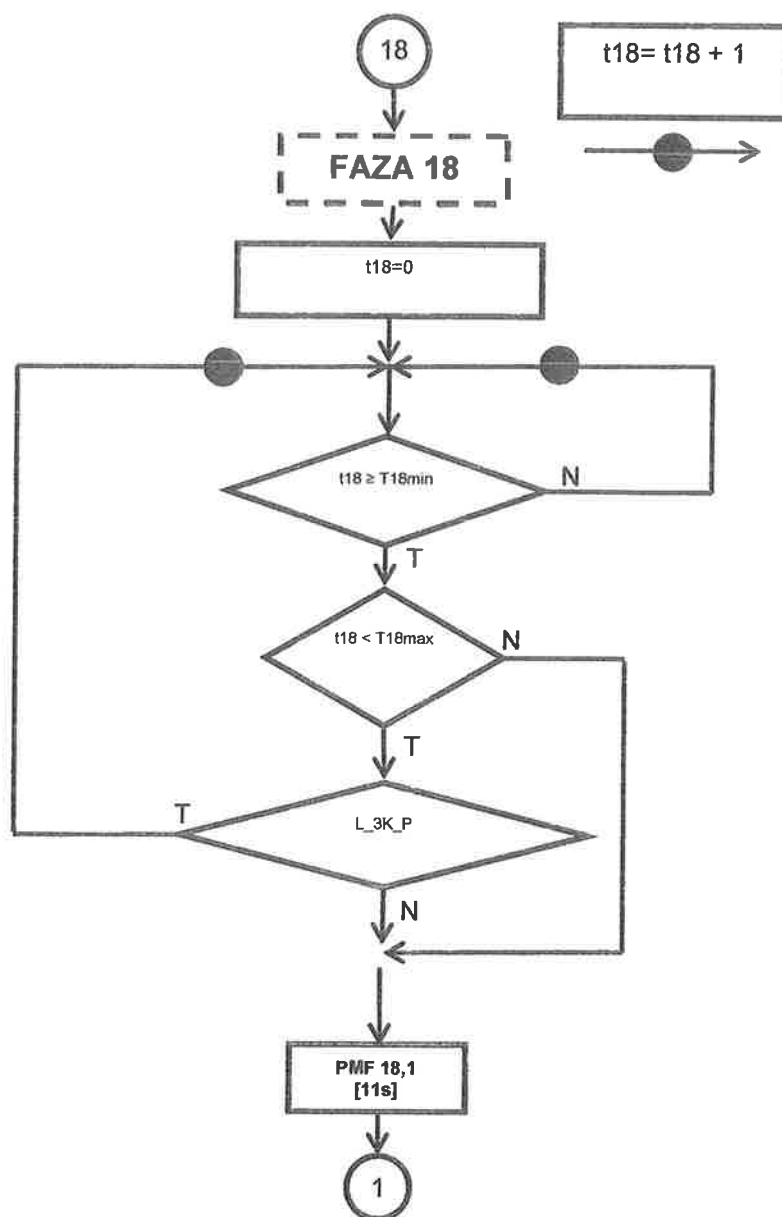 18
t18= t18 + 1
FAZA 18
t18=0
t18 ≥ T18min
N
T
t18 < T18max
N
T
T
L_3K_P
N
PMF 18,1
[11s]
1